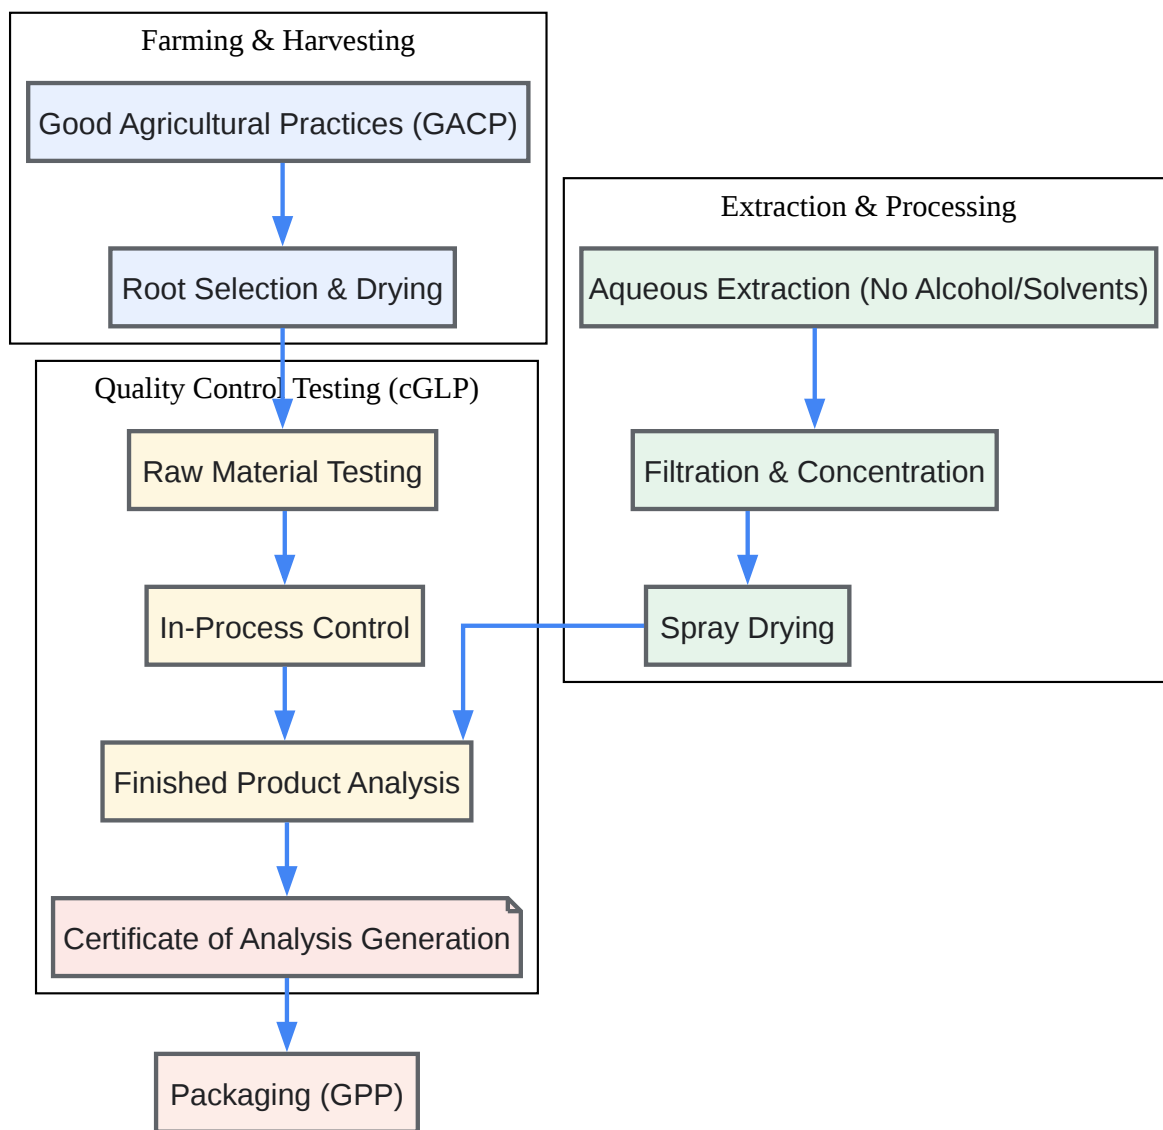 Farming & Harvesting
Good Agricultural Practices (GACP)
Root Selection & Drying
Extraction & Processing
Aqueous Extraction (No Alcohol/Solvents)
Filtration & Concentration
Spray Drying
Quality Control Testing (cGLP)
Raw Material Testing
In-Process Control
Finished Product Analysis
Certificate of Analysis Generation
Packaging (GPP)